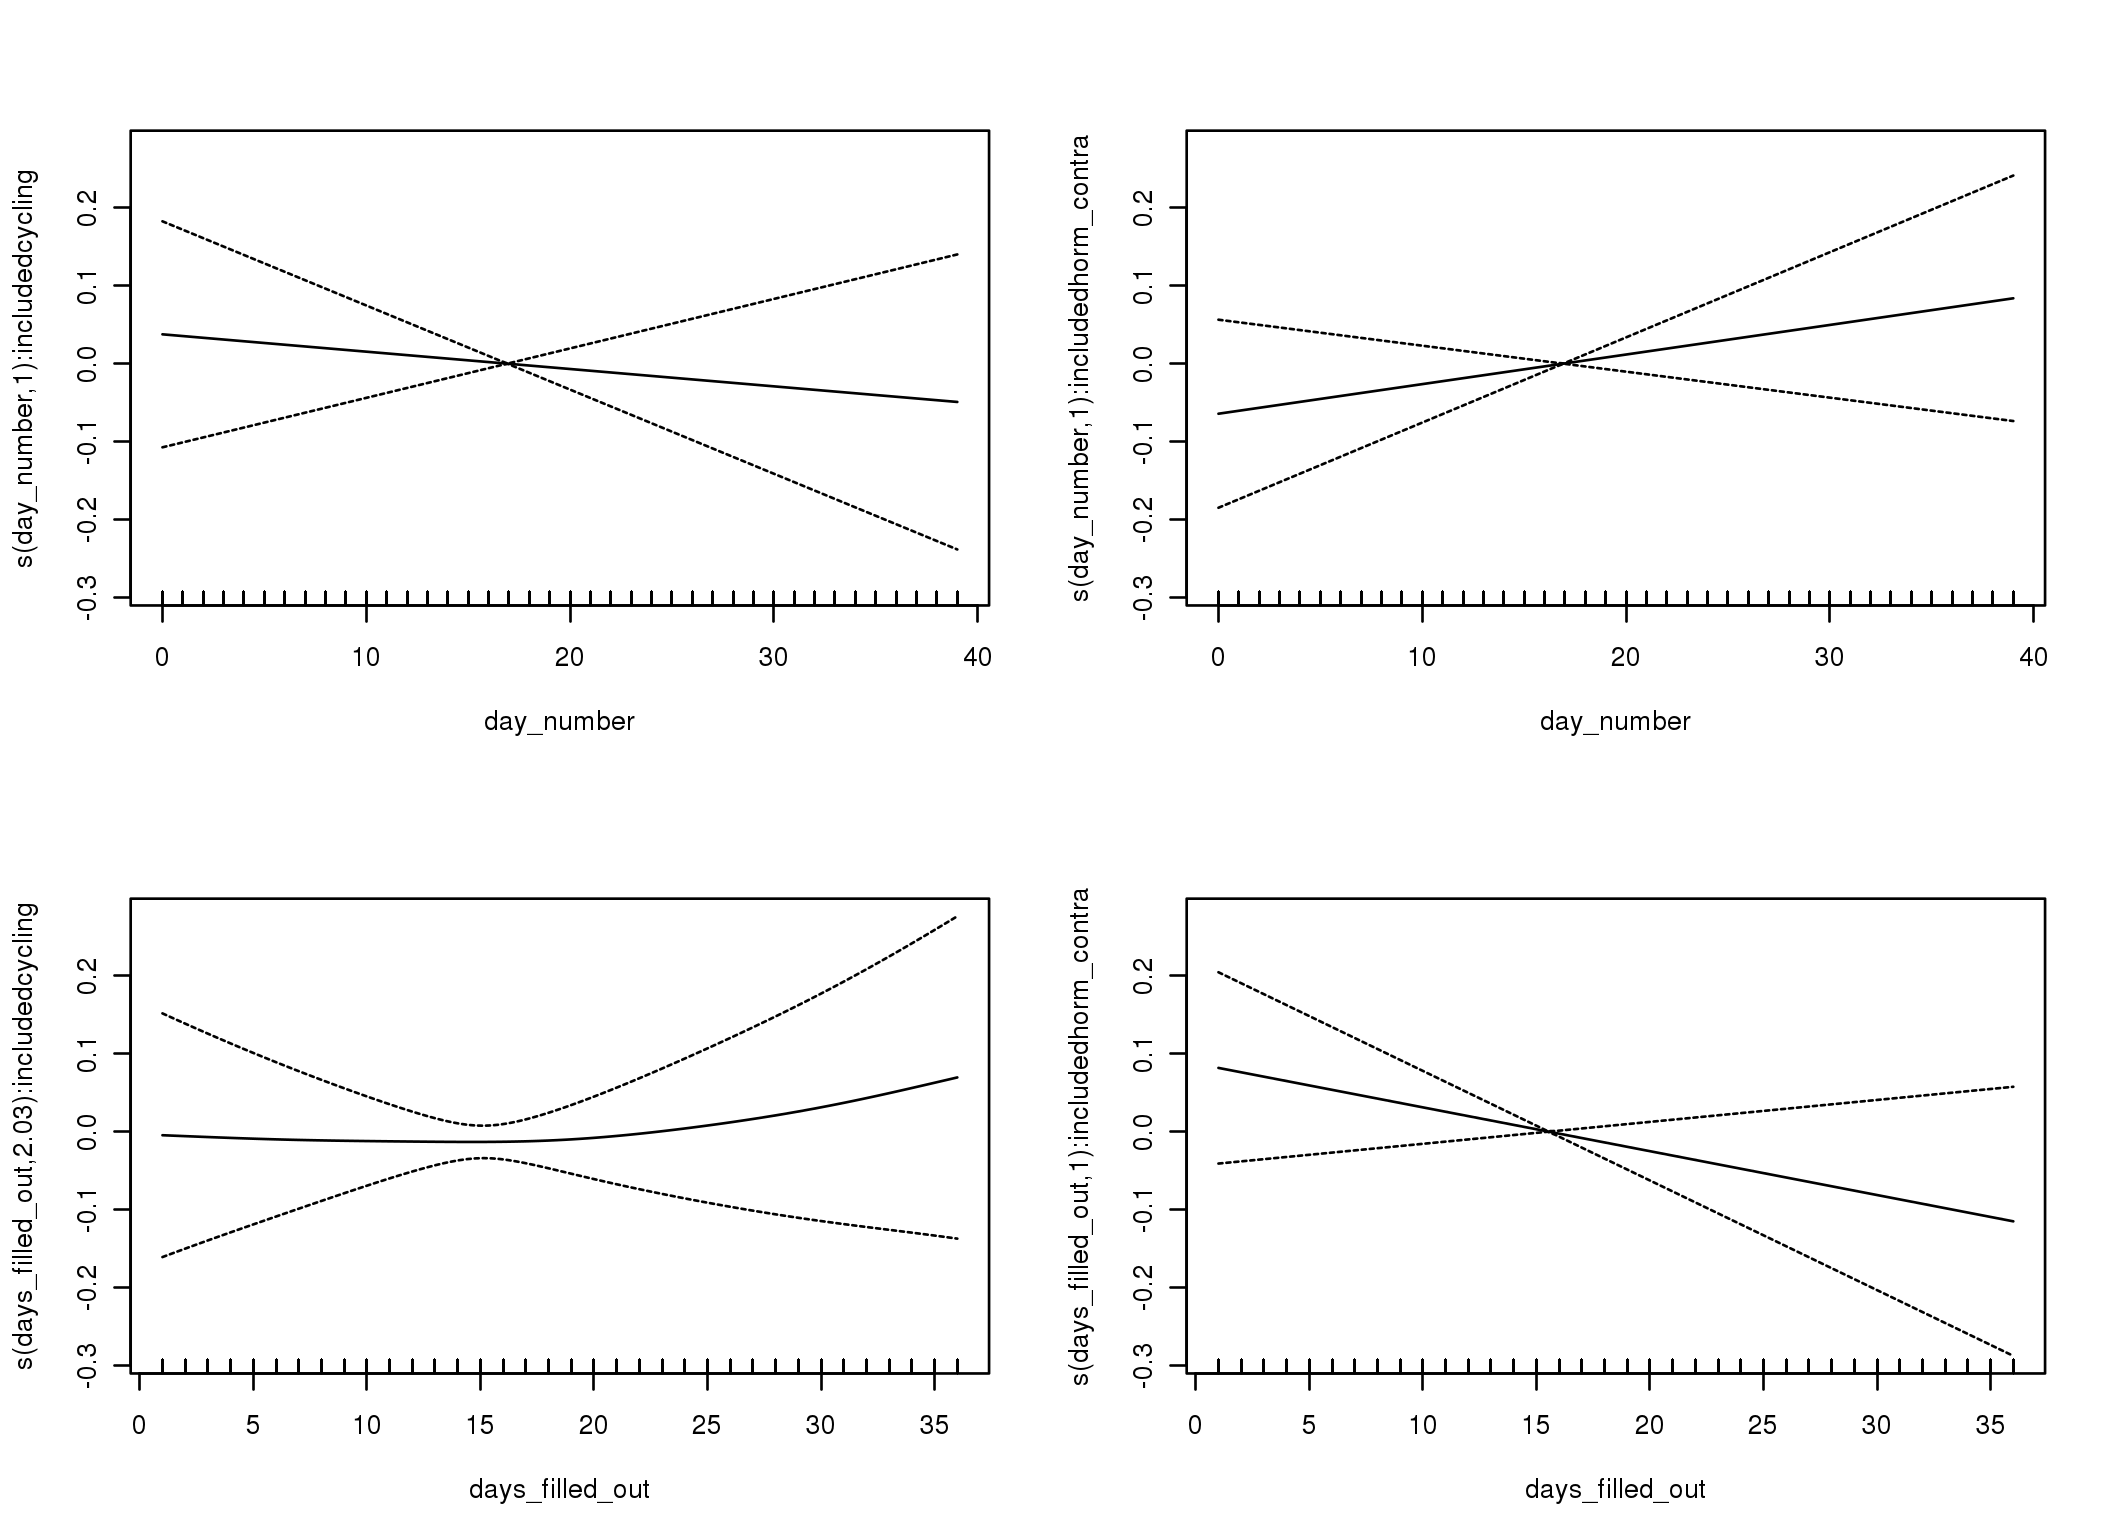 s(day_number,1):includedcycling
0.2
0.1
0.0
-0.1
-0.2
-0.3
0 10 20 30 40
day_number
s(day_number,1):includedhorm_contra
0.2
0.1
0.0
-0.1
-0.2
-0.3
0 10 20 30 40
day_number
s(days_filled_out,2.03):includedcycling
0.2
0.1
0.0
-0.1
-0.2
-0.3
0 5 10 15 20 25 30 35
days_filled_out
s(days_filled_out,1):includedhorm_contra
0.2
0.1
0.0
-0.1
-0.2
-0.3
0 5 10 15 20 25 30 35
days_filled_out